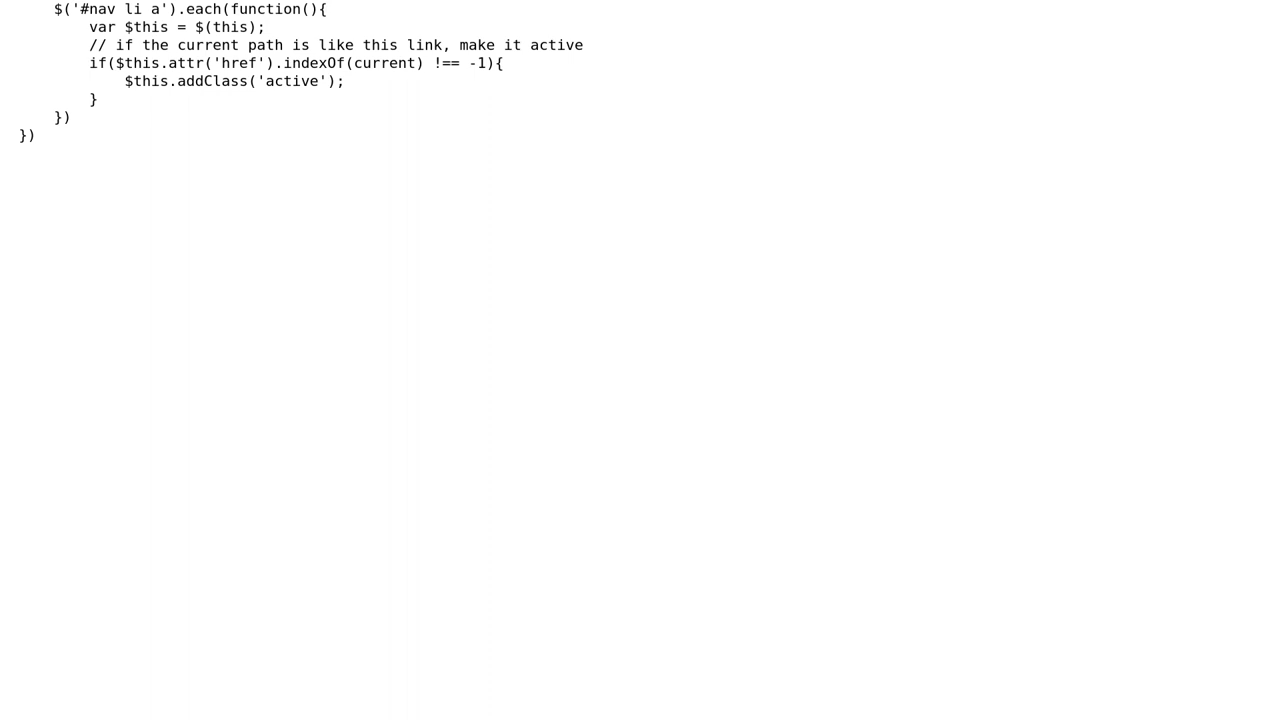 $('#nav li a').each(function(){
var $this = $(this);
// if the current path is like this link, make it active
if($this.attr('href').indexOf(current) !== -1){
$this.addClass('active');
}
})
})